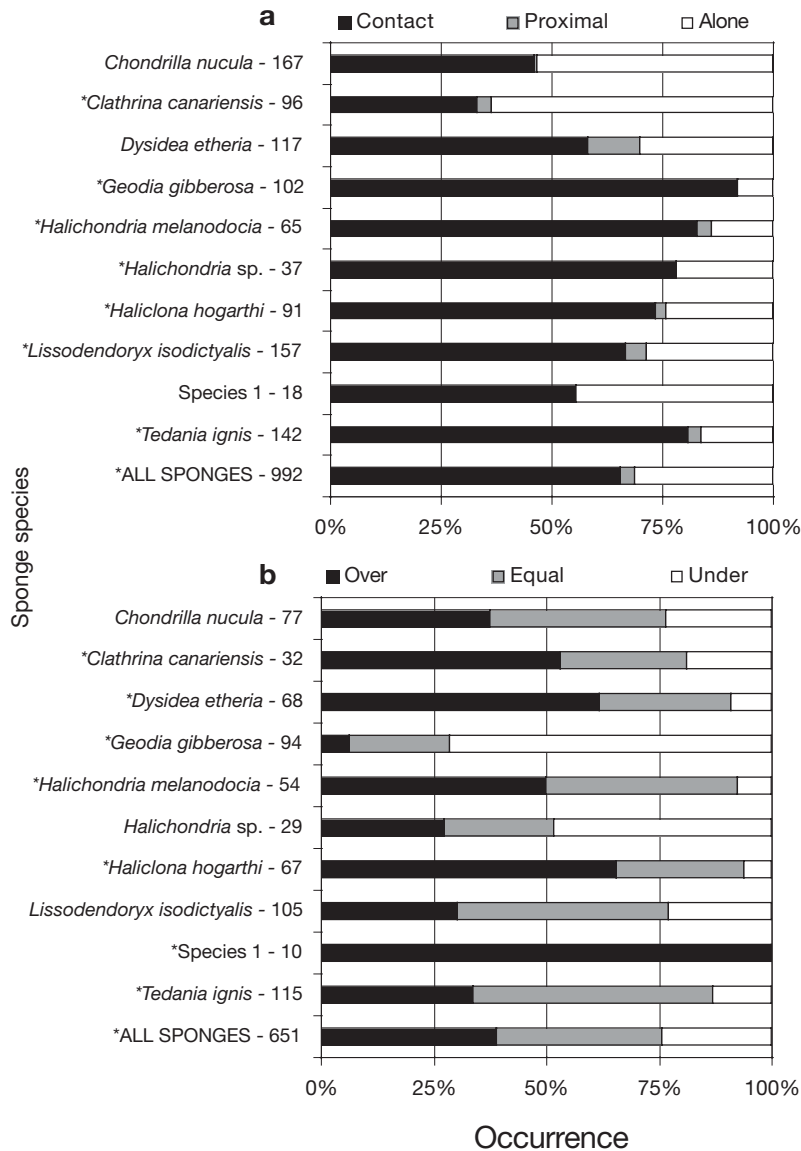 a
Contact Proximal Alone
Chondrilla nucula - 167
*Clathrina canariensis - 96
Dysidea etheria - 117
*Geodia gibberosa - 102
*Halichondria melanodocia - 65
*Halichondria sp. - 37
*Haliclona hogarthi - 91
*Lissodendoryx isodictyalis - 157
Species 1 - 18
*Tedania ignis - 142
*ALL SPONGES - 992
0% 25% 50% 75% 100%
Sponge species
b
Over Equal Under
Chondrilla nucula - 77
*Clathrina canariensis - 32
*Dysidea etheria - 68
*Geodia gibberosa - 94
*Halichondria melanodocia - 54
Halichondria sp. - 29
*Haliclona hogarthi - 67
Lissodendoryx isodictyalis - 105
*Species 1 - 10
*Tedania ignis - 115
*ALL SPONGES - 651
0% 25% 50% 75% 100%
Occurrence